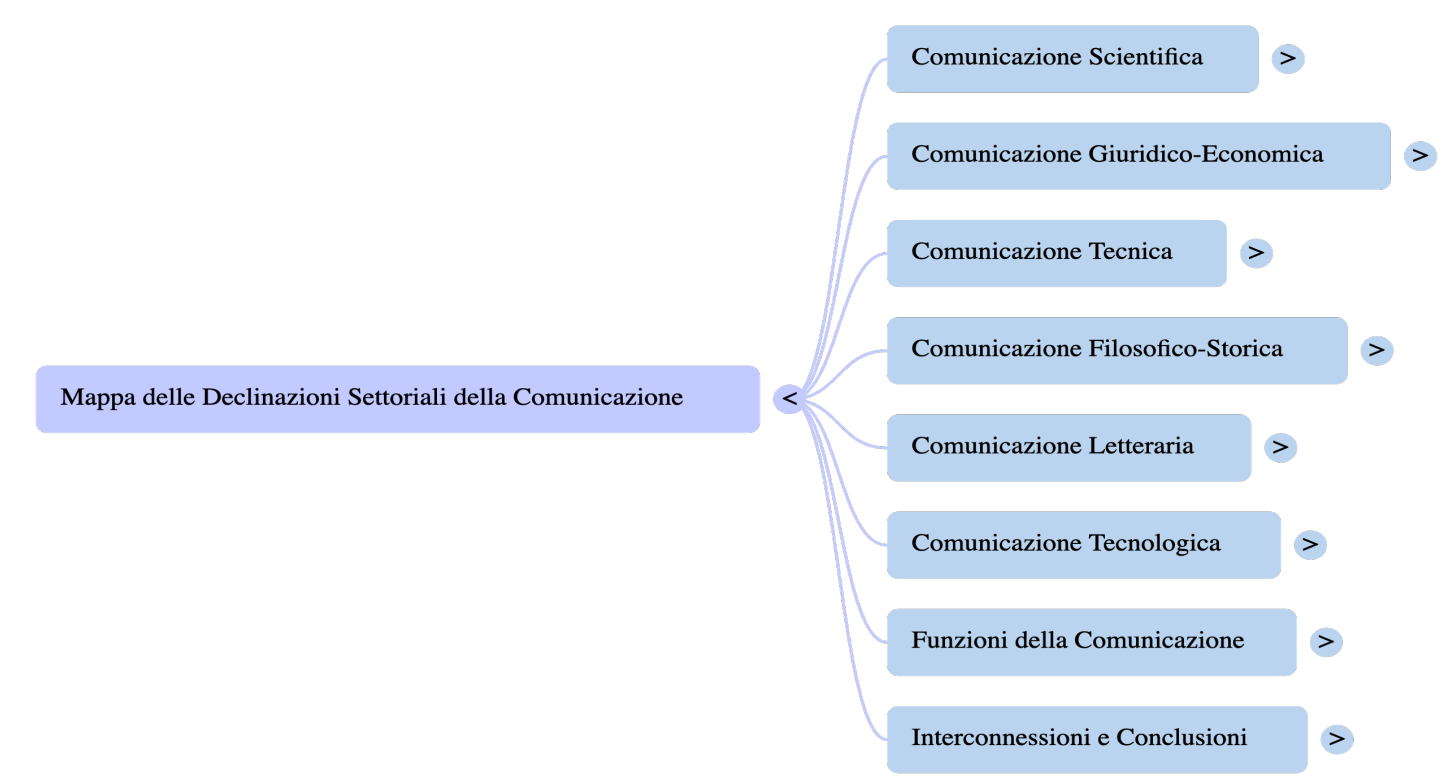 Comunicazione Scientifica >
Comunicazione Giuridico-Economica >
Comunicazione Tecnica >
Comunicazione Filosofico-Storica >
Mappa delle Declinazioni Settoriali della Comunicazione <
Comunicazione Letteraria >
Comunicazione Tecnologica >
Funzioni della Comunicazione >
Interconnessioni e Conclusioni >